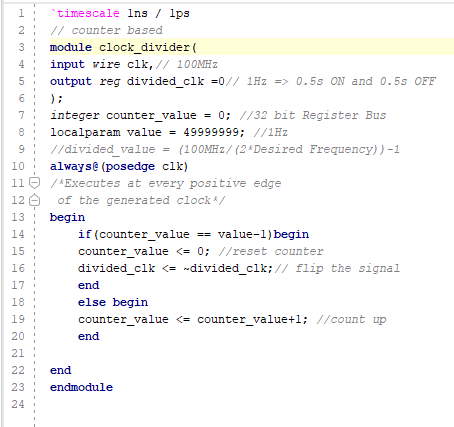 1 `timescale 1ns / 1ps
2 // counter based
3 module clock_divider(
4 input wire clk,// 100MHz
5 output reg divided_clk =0// 1Hz => 0.5s ON and 0.5s OFF
6 );
7 integer counter_value = 0; //32 bit Register Bus
8 localparam value = 49999999; //1Hz
9 //divided_value = (100MHz/(2*Desired Frequency))-1
10 always@(posedge clk)
11 /*Executes at every positive edge
12 of the generated clock*/
13 begin
14 if(counter_value == value-1)begin
15 counter_value <= 0; //reset counter
16 divided_clk <= ~divided_clk;// flip the signal
17 end
18 else begin
19 counter_value <= counter_value+1; //count up
20 end
21
22 end
23 endmodule
24